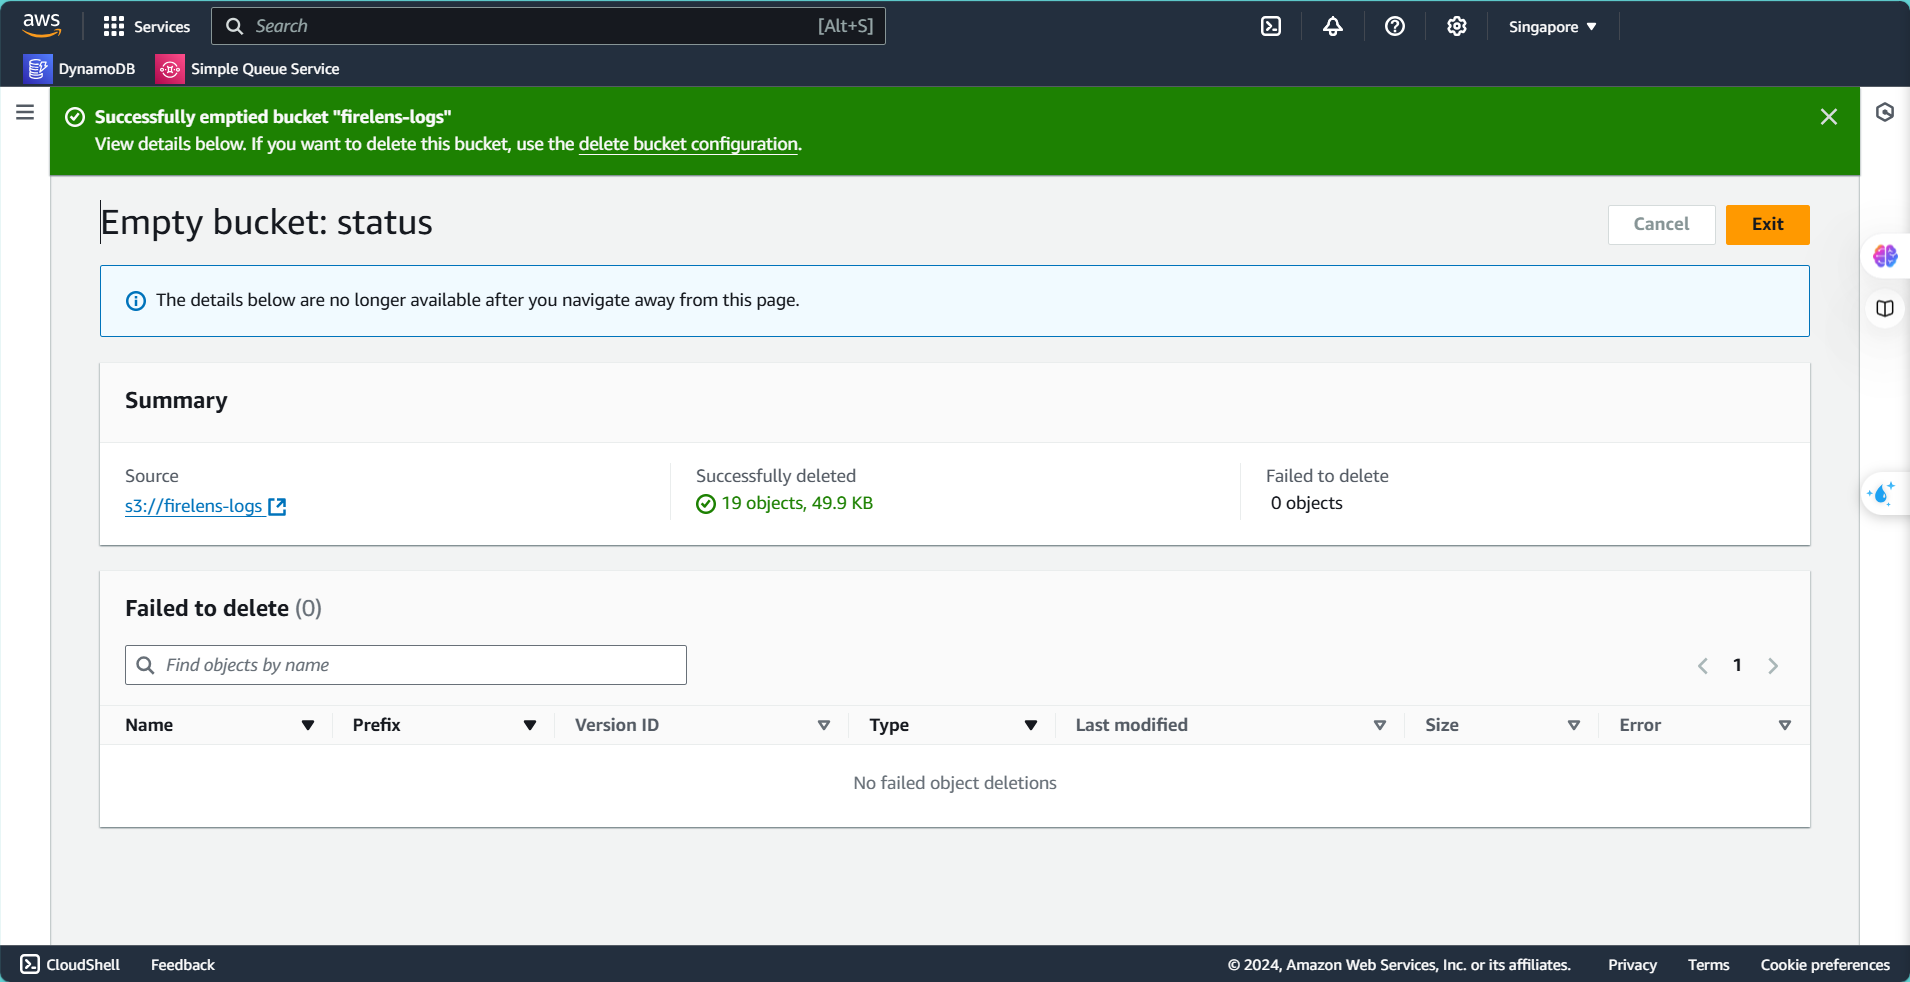 aws
Services
Search
[Alt+S]
Singapore
DynamoDB
Simple Queue Service
Successfully emptied bucket "firelens-logs"
View details below. If you want to delete this bucket, use the delete bucket configuration.
Empty bucket: status
Cancel
Exit
The details below are no longer available after you navigate away from this page.
Summary
Source
s3://firelens-logs
Successfully deleted
19 objects, 49.9 KB
Failed to delete
0 objects
Failed to delete (0)
Find objects by name
1
Name
Prefix
Version ID
Type
Last modified
Size
Error
No failed object deletions
CloudShell
Feedback
© 2024, Amazon Web Services, Inc. or its affiliates.
Privacy
Terms
Cookie preferences